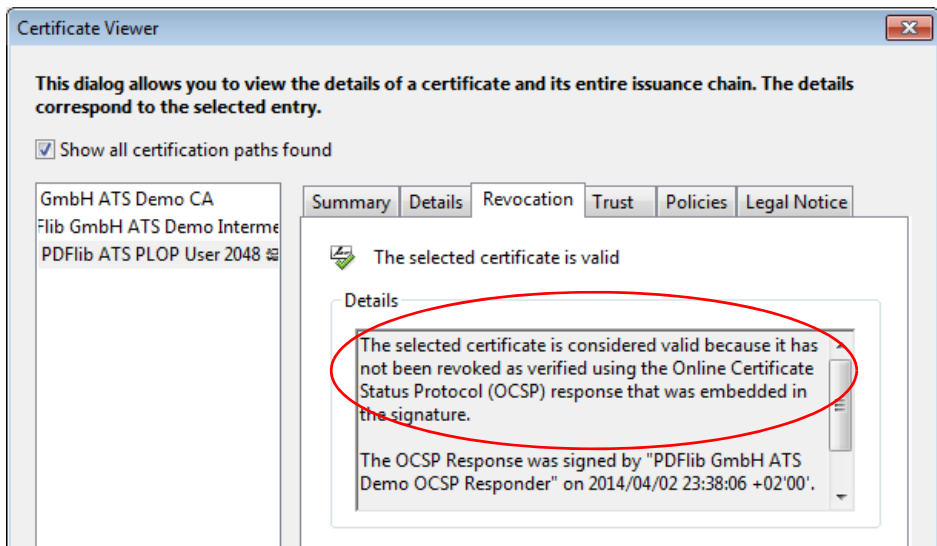 Certificate Viewer
This dialog allows you to view the details of a certificate and its entire issuance chain. The details
correspond to the selected entry.
Show all certification paths found
GmbH ATS Demo CA
Flib GmbH ATS Demo Interme
PDFlib ATS PLOP User 2048
Summary Details Revocation Trust Policies Legal Notice
The selected certificate is valid
Details
The selected certificate is considered valid because it has
not been revoked as verified using the Online Certificate
Status Protocol (OCSP) response that was embedded in
the signature.
The OCSP Response was signed by "PDFlib GmbH ATS
Demo OCSP Responder" on 2014/04/02 23:38:06 +02'00'.